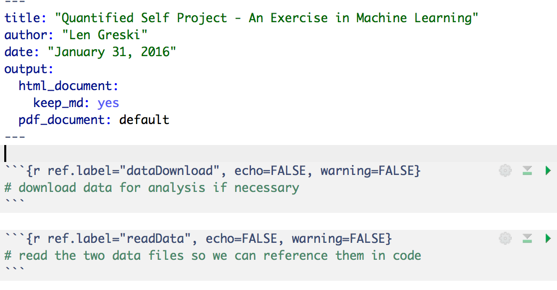 ---
title: "Quantified Self Project - An Exercise in Machine Learning"
author: "Len Greski"
date: "January 31, 2016"
output:
  html_document:
    keep_md: yes
  pdf_document: default
---
```{r ref.label="dataDownload", echo=FALSE, warning=FALSE}
# download data for analysis if necessary
```
```{r ref.label="readData", echo=FALSE, warning=FALSE}
# read the two data files so we can reference them in code
```